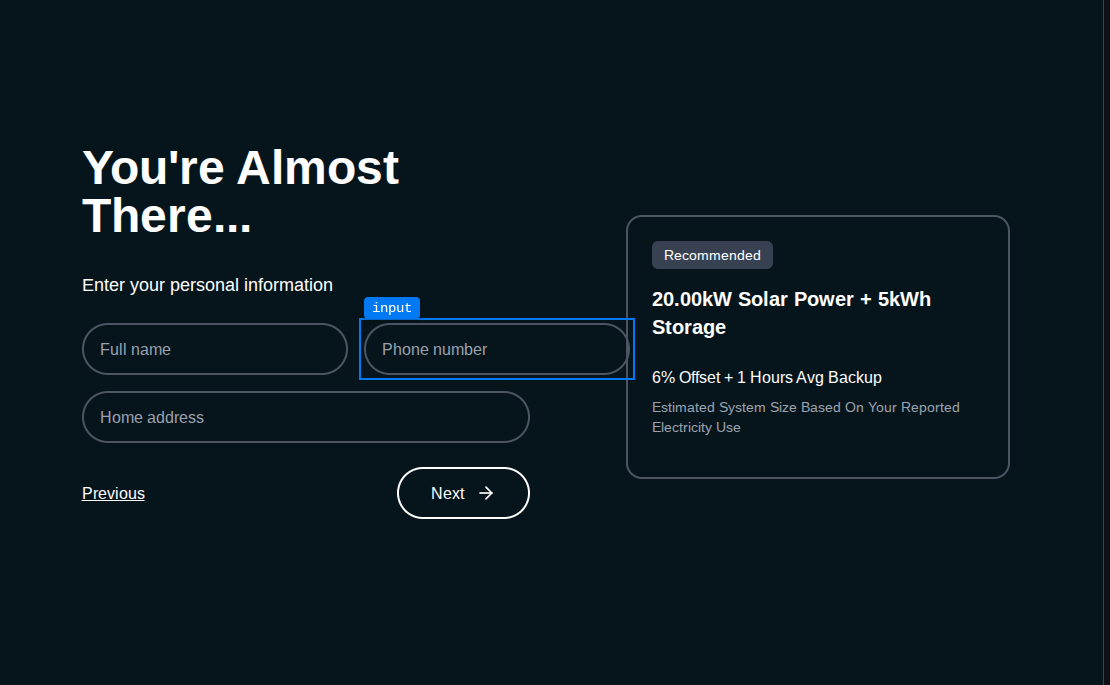 You're Almost
There...
Enter your personal information
input
Full name
Phone number
Home address
Previous
Next
Recommended
20.00kW Solar Power + 5kWh
Storage
6% Offset + 1 Hours Avg Backup
Estimated System Size Based On Your Reported
Electricity Use